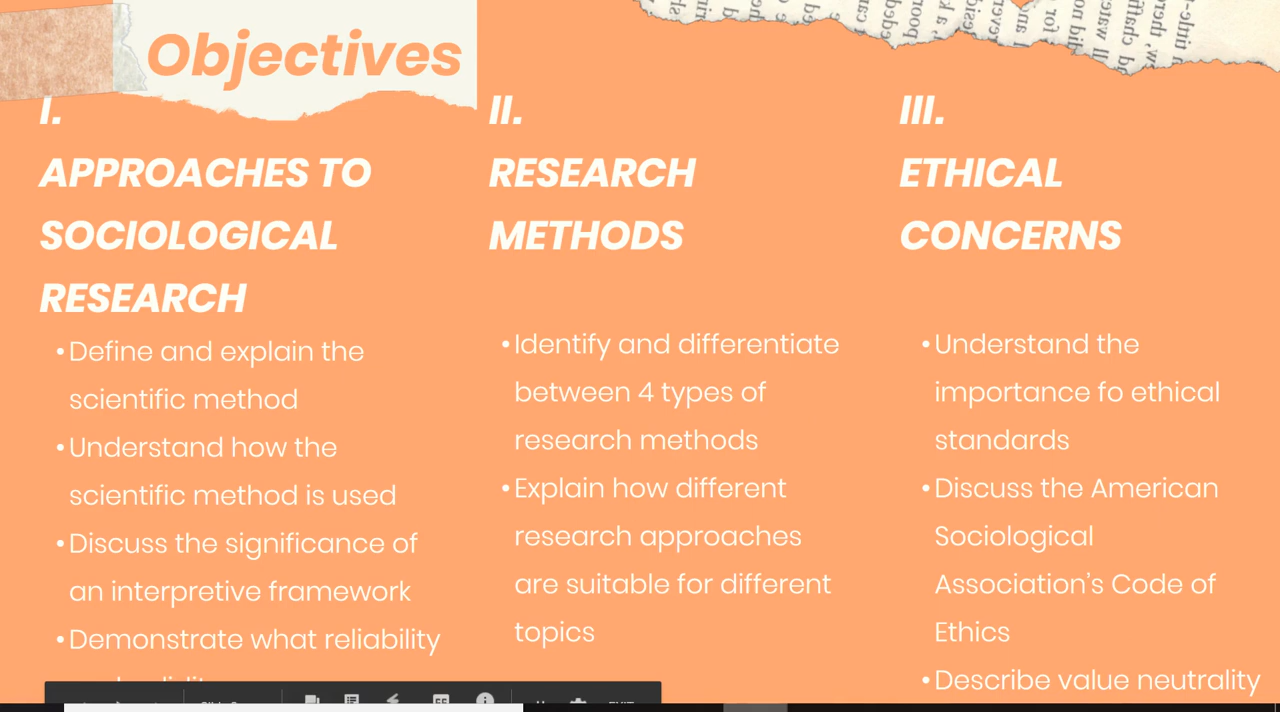 Objectives
I.
APPROACHES TO
SOCIOLOGICAL
RESEARCH
•Define and explain the
scientific method
•Understand how the
scientific method is used
•Discuss the significance of
an interpretive framework
•Demonstrate what reliability
II.
RESEARCH
METHODS
•Identify and differentiate
between 4 types of
research methods
•Explain how different
research approaches
are suitable for different
topics
III.
ETHICAL
CONCERNS
•Understand the
importance fo ethical
standards
•Discuss the American
Sociological
Association's Code of
Ethics
•Describe value neutrality